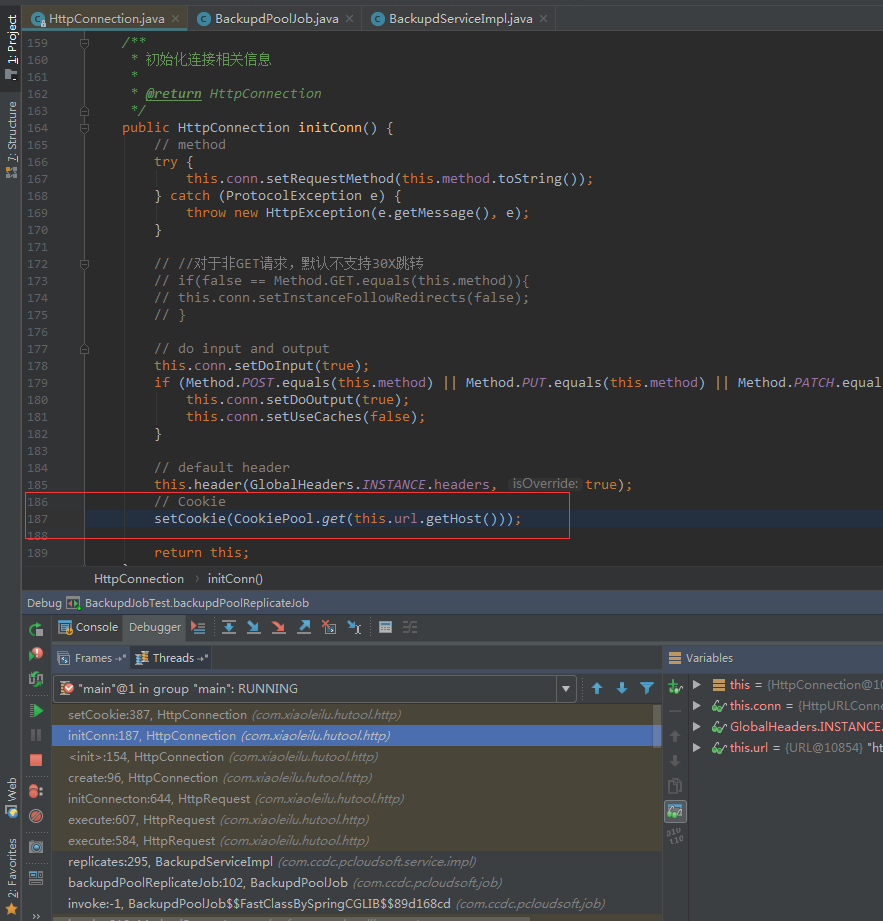 HttpConnection.java × BackupdPoolJob.java × BackupdServiceImpl.java ×
1: Project
7: Structure
2: Favorites
Web
159 /**
160 * 初始化连接相关信息
161 *
162 * @return HttpConnection
163 */
164 public HttpConnection initConn() {
165 // method
166 try {
167 this.conn.setRequestMethod(this.method.toString());
168 } catch (ProtocolException e) {
169 throw new HttpException(e.getMessage(), e);
170 }
171
172 // //对于非GET请求，默认不支持30X跳转
173 // if(false == Method.GET.equals(this.method)){
174 // this.conn.setInstanceFollowRedirects(false);
175 // }
176
177 // do input and output
178 this.conn.setDoInput(true);
179 if (Method.POST.equals(this.method) || Method.PUT.equals(this.method) || Method.PATCH.equal
180 this.conn.setDoOutput(true);
181 this.conn.setUseCaches(false);
182 }
183
184 // default header
185 this.header(GlobalHeaders.INSTANCE.headers, isOverride: true);
186 // Cookie
187 setCookie(CookiePool.get(this.url.getHost()));
188
189 return this;
HttpConnection › initConn()
Debug BackupdJobTest.backupdPoolReplicateJob
Console Debugger
Frames Threads
Variables
"main"@1 in group "main": RUNNING
setCookie:387, HttpConnection (com.xiaoleilu.hutool.http)
initConn:187, HttpConnection (com.xiaoleilu.hutool.http)
<init>:154, HttpConnection (com.xiaoleilu.hutool.http)
create:96, HttpConnection (com.xiaoleilu.hutool.http)
initConnecton:644, HttpRequest (com.xiaoleilu.hutool.http)
execute:607, HttpRequest (com.xiaoleilu.hutool.http)
execute:584, HttpRequest (com.xiaoleilu.hutool.http)
replicates:295, BackupdServiceImpl (com.ccdc.pcloudsoft.service.impl)
backupdPoolReplicateJob:102, BackupdPoolJob (com.ccdc.pcloudsoft.job)
invoke:-1, BackupdPoolJob$$FastClassBySpringCGLIB$$89d168cd (com.ccdc.pcloudsoft.job)
this = {HttpConnection@10
this.conn = {HttpURLConne
GlobalHeaders.INSTANCE.
this.url = {URL@10854} "ht